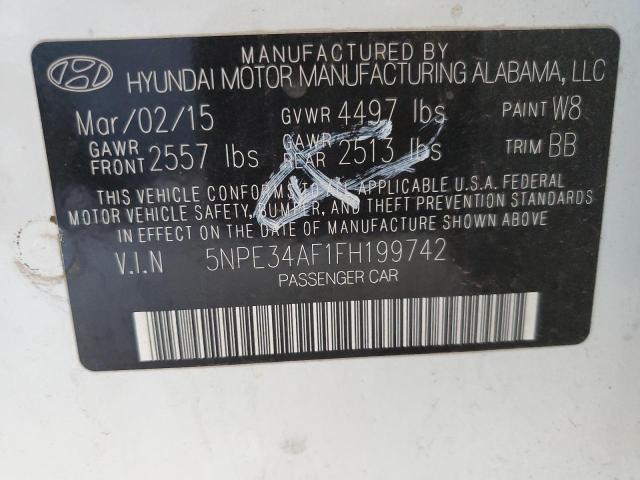 MANUFACTURED BY
HYUNDAI MOTOR MANUFACTURING ALABAMA, LLC
Mar/02/15 GVWR 4497 lbs PAINT W8
GAWR FRONT 2557 lbs GAWR REAR 2513 lbs TRIM BB
THIS VEHICLE CONFORMS TO ALL APPLICABLE U.S.A. FEDERAL
MOTOR VEHICLE SAFETY, BUMPER, AND THEFT PREVENTION STANDARDS
IN EFFECT ON THE DATE OF MANUFACTURE SHOWN ABOVE
V.I.N 5NPE34AF1FH199742
PASSENGER CAR